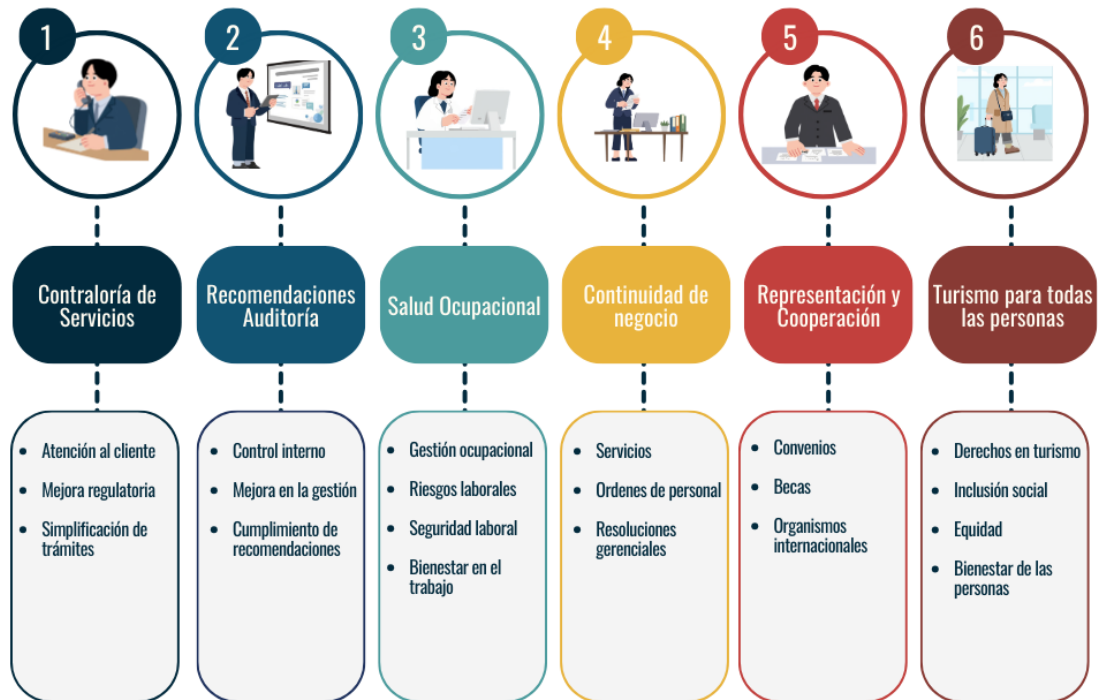 1
2
3
4
5
6
Contraloría de
Servicios
Recomendaciones
Auditoría
Salud Ocupacional
Continuidad de
negocio
Representación y
Cooperación
Turismo para todas
las personas
• Atención al cliente
• Mejora regulatoria
• Simplificación de
trámites
• Control interno
• Mejora en la gestión
• Cumplimiento de
recomendaciones
• Gestión ocupacional
• Riesgos laborales
• Seguridad laboral
• Bienestar en el
trabajo
• Servicios
• Ordenes de personal
• Resoluciones
gerenciales
• Convenios
• Becas
• Organismos
internacionales
• Derechos en turismo
• Inclusión social
• Equidad
• Bienestar de las
personas